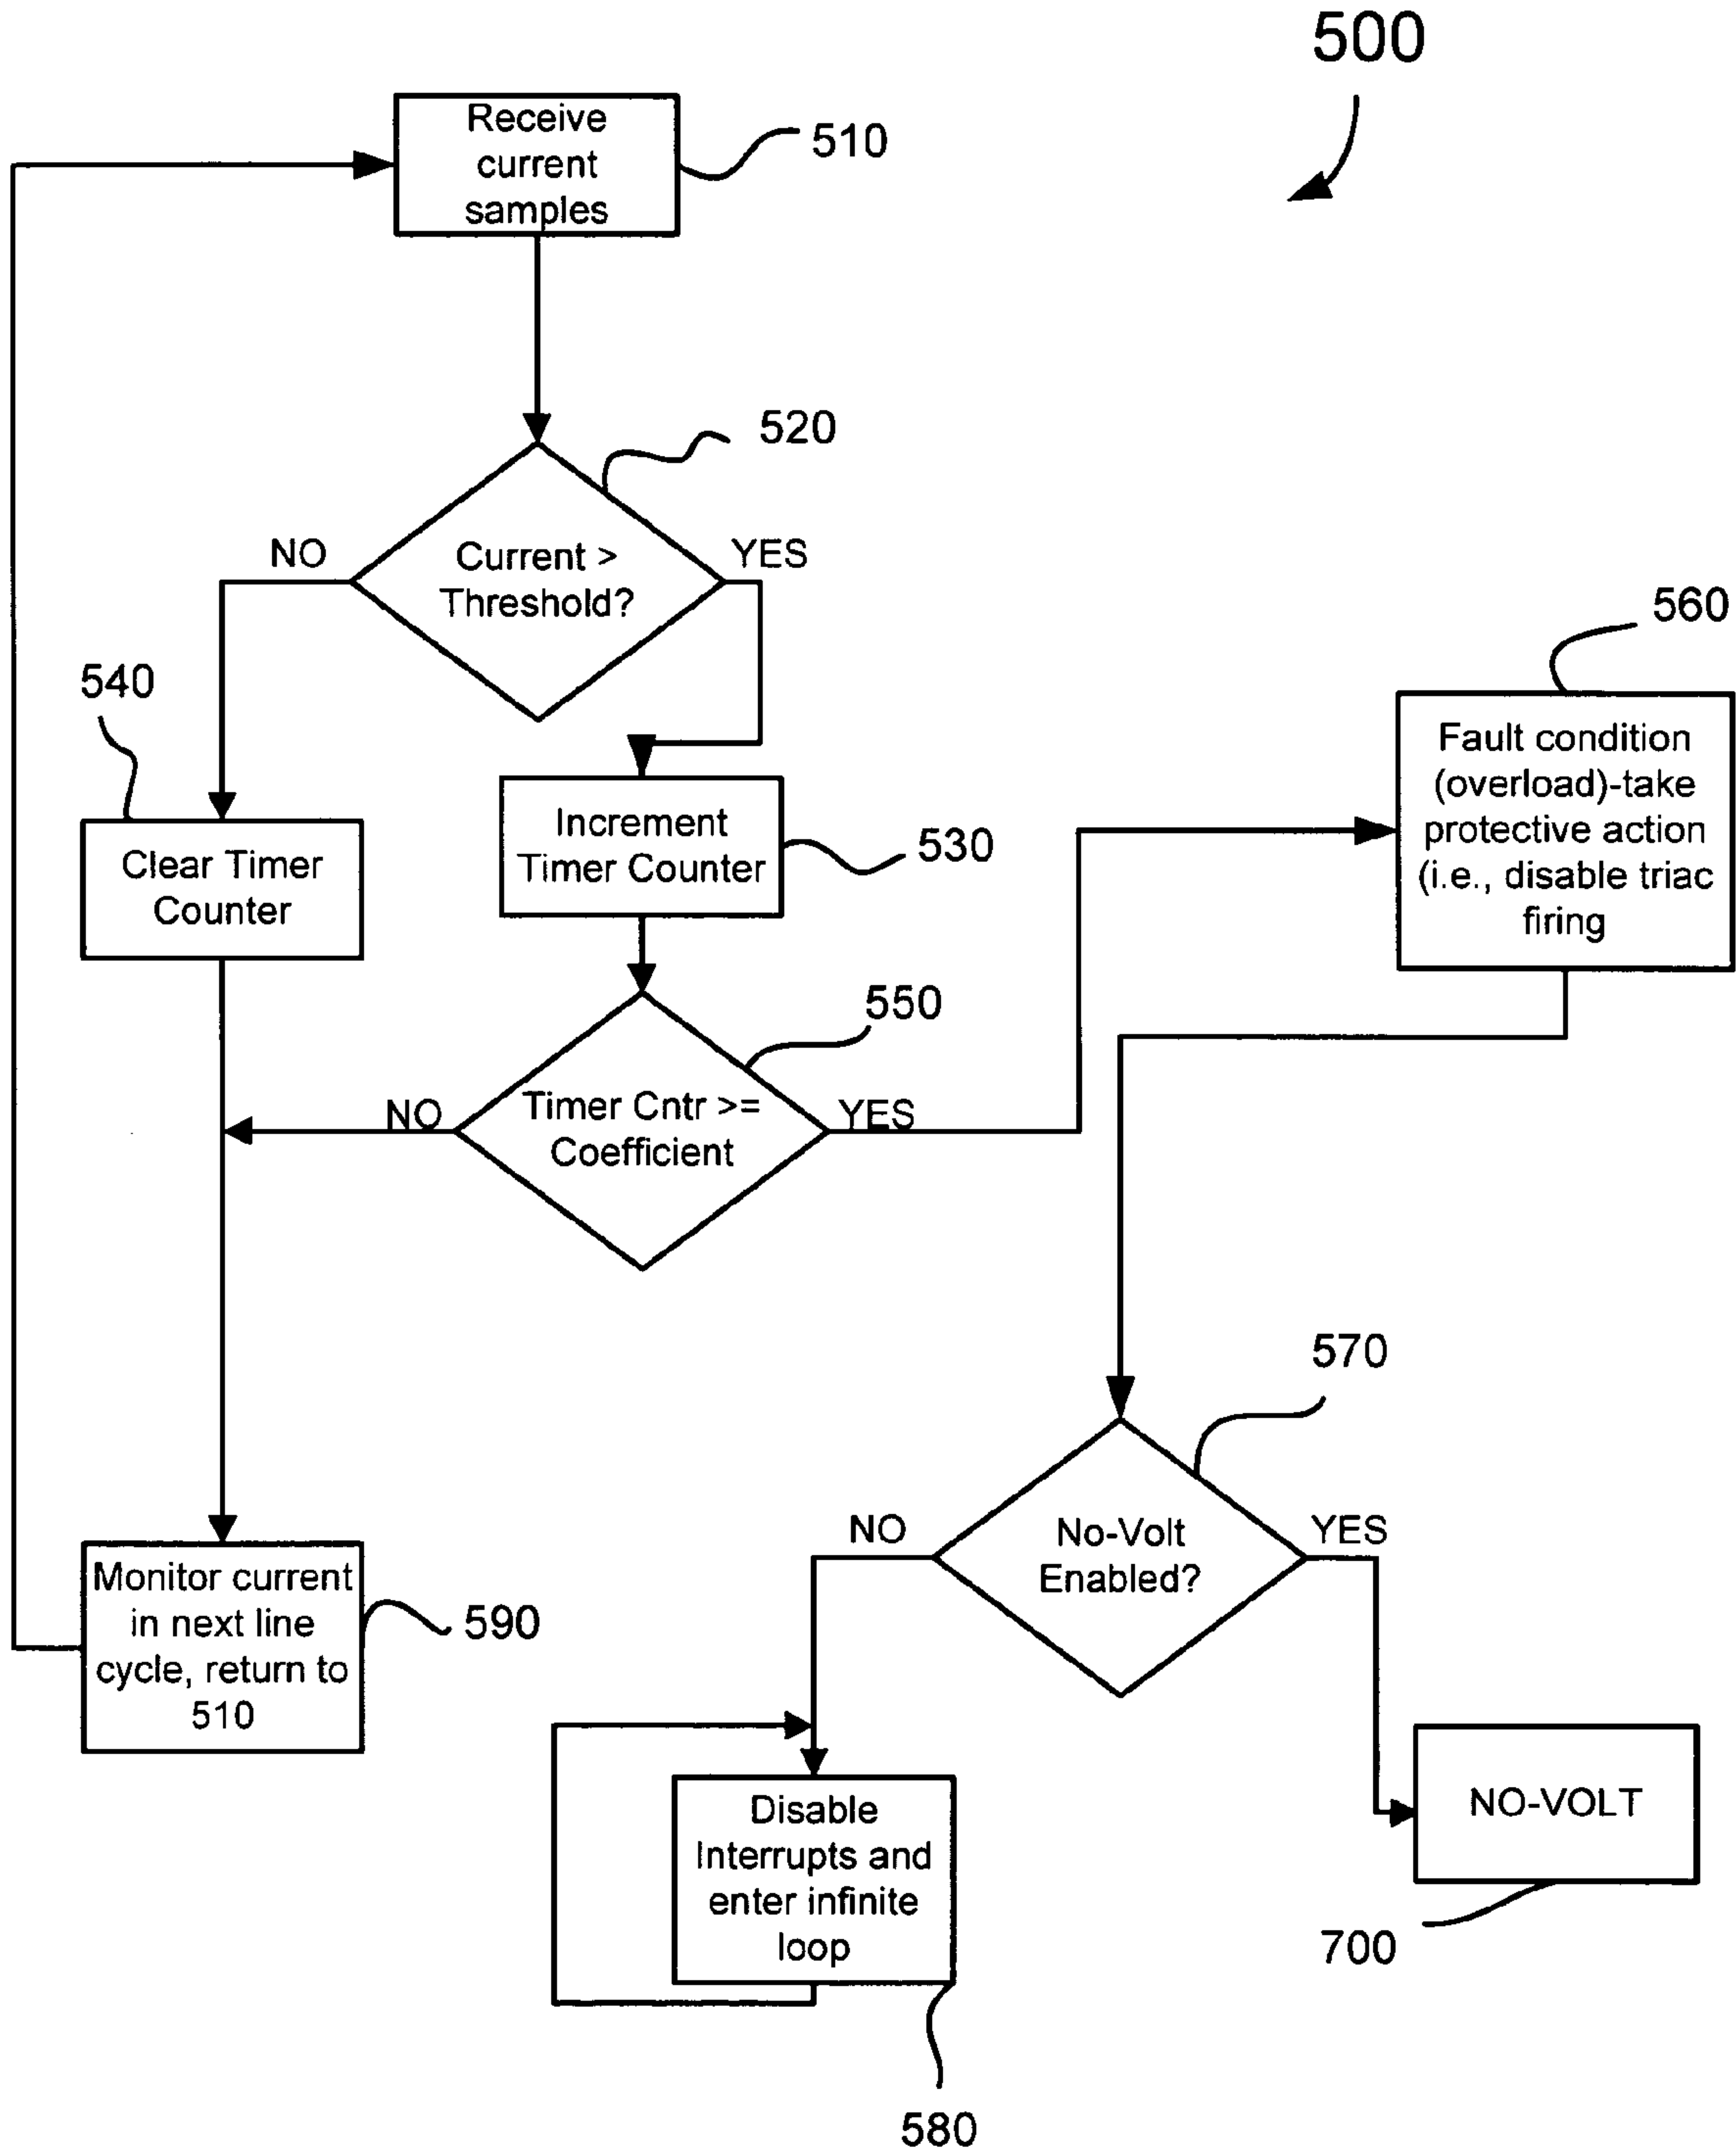 500
Receive
current
samples
510
520
NO
Current >
Threshold?
YES
560
540
Fault condition
(overload)-take
protective action
(i.e., disable triac
firing
Increment
Timer Counter
530
Clear Timer
Counter
550
NO
Timer Cntr >=
Coefficient
YES
570
NO
No-Volt
Enabled?
YES
Monitor current
in next line
cycle, return to
510
590
NO-VOLT
Disable
Interrupts and
enter infinite
loop
700
580